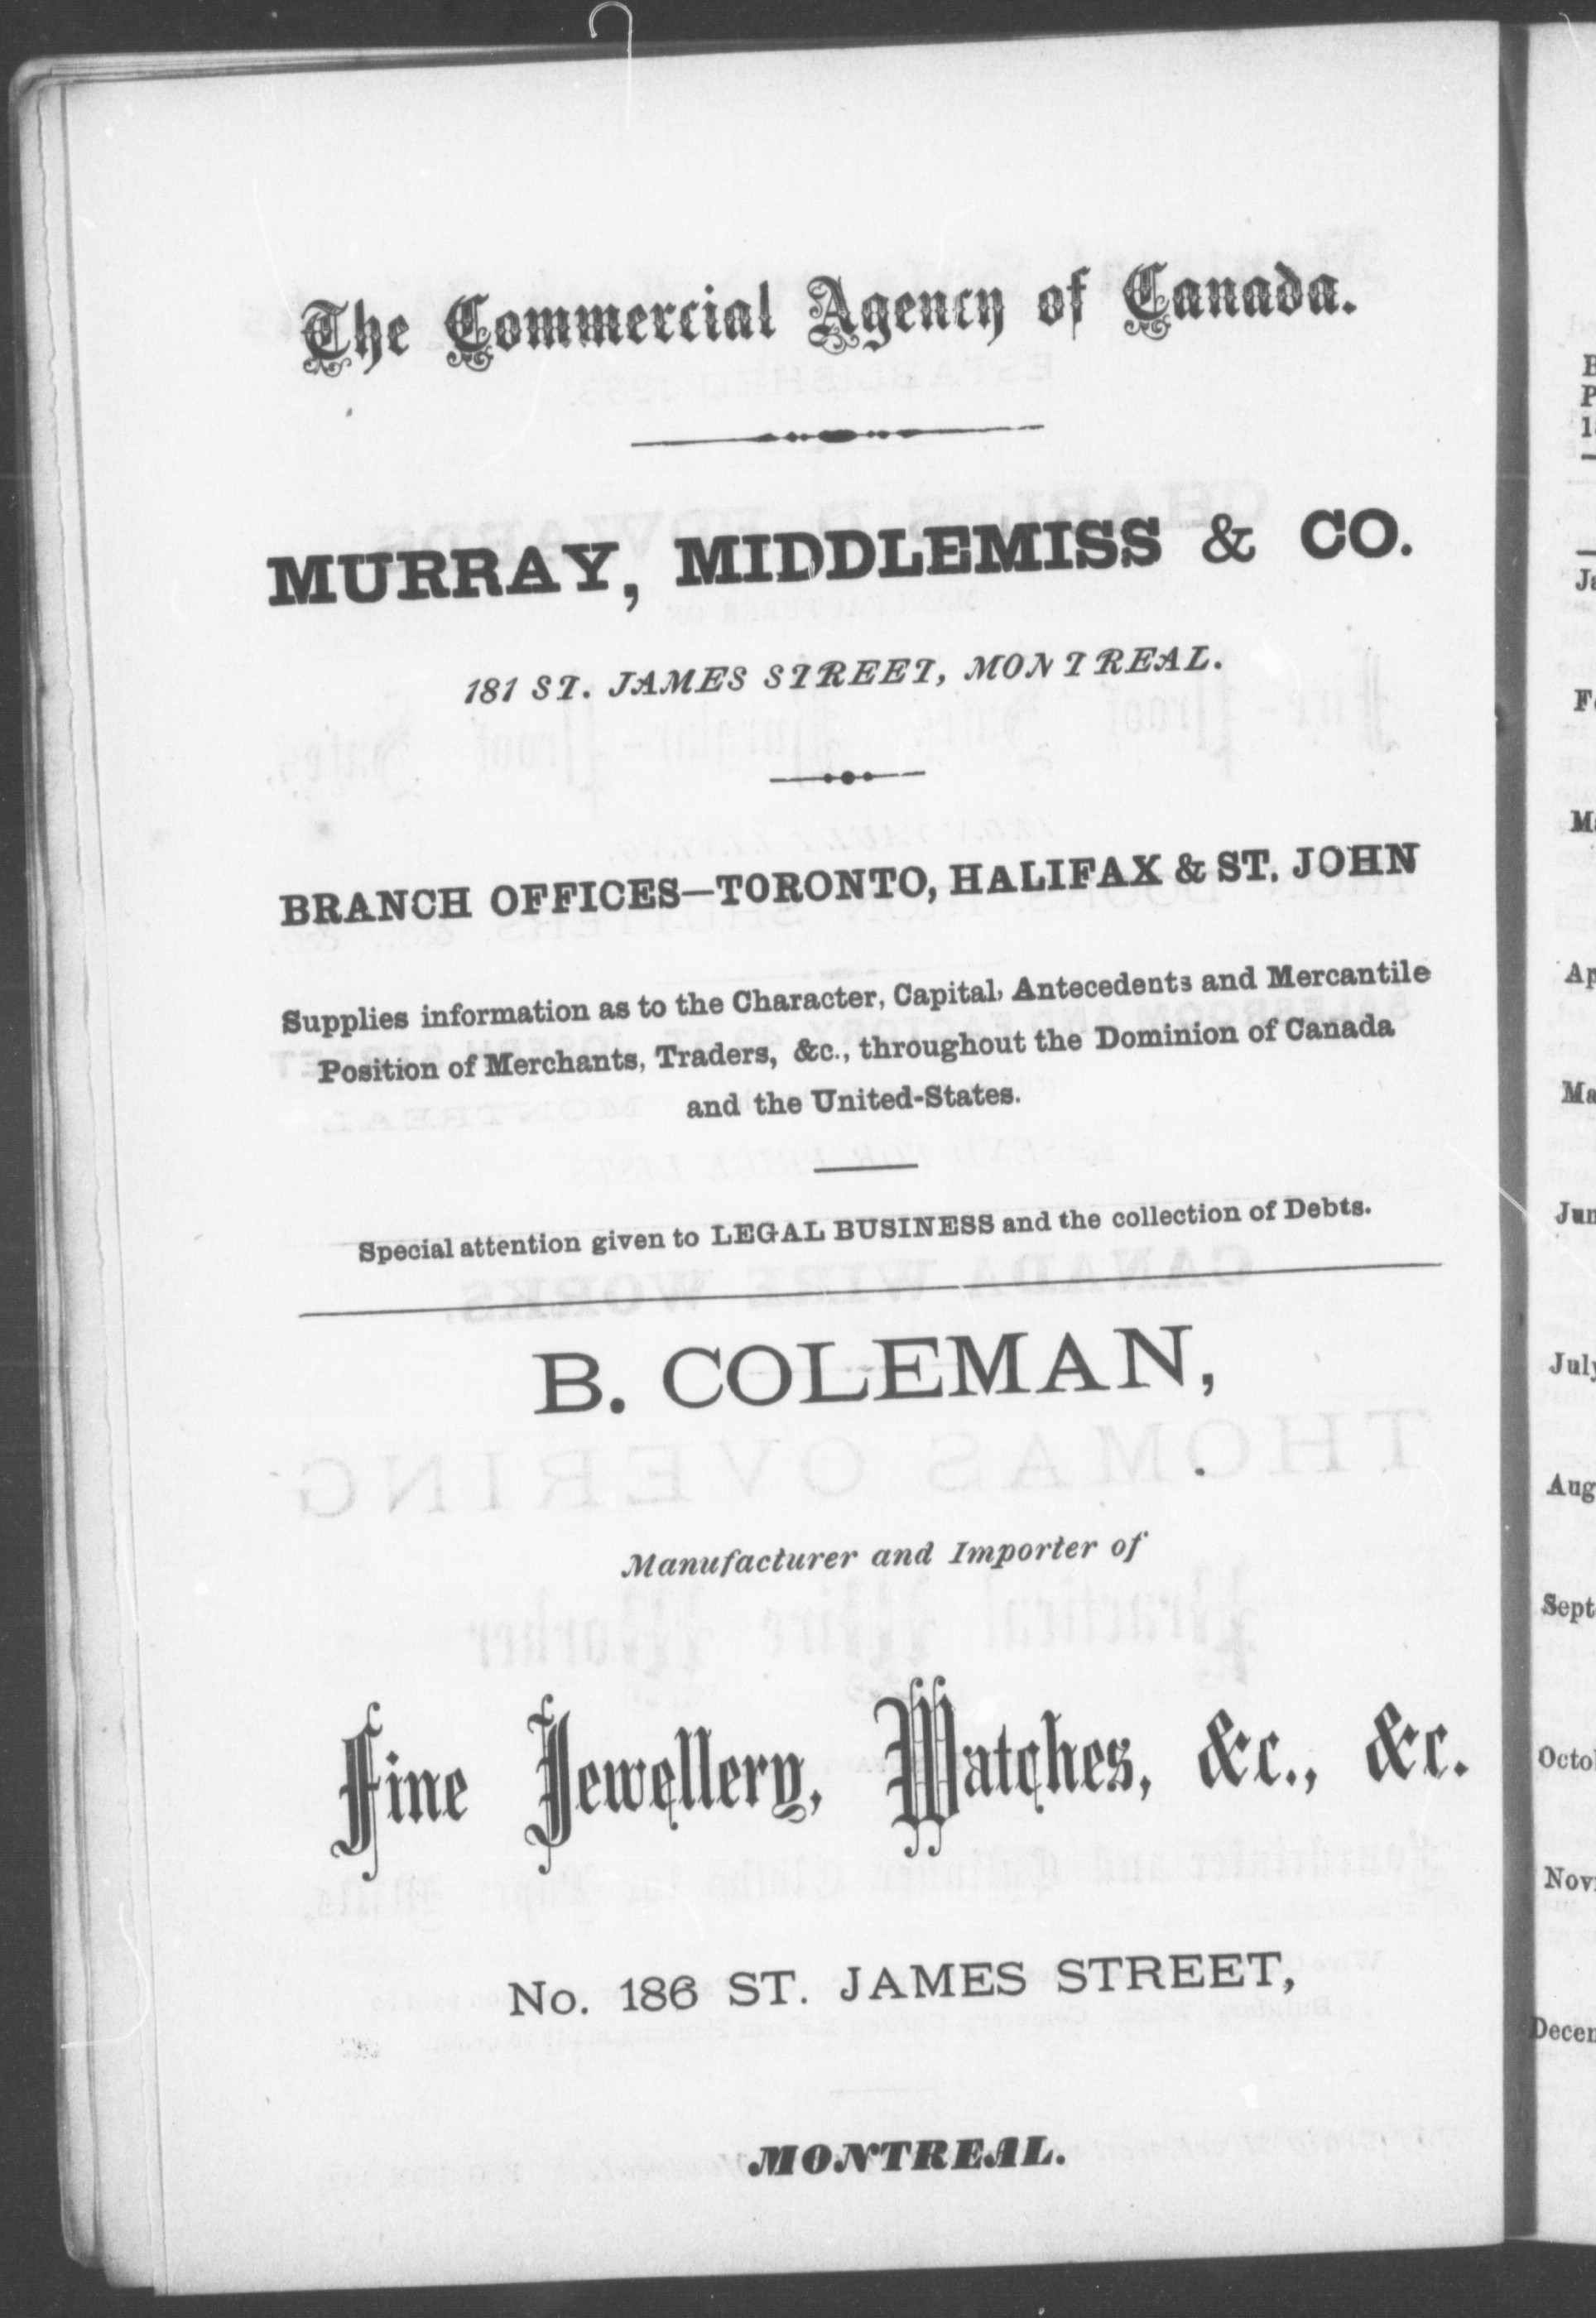 The Commercial Agency of Canada.
MURRAY, MIDDLEMISS & CO.
181 ST. JAMES STREET, MONTREAL.
BRANCH OFFICES—TORONTO, HALIFAX & ST. JOHN
Supplies information as to the Character, Capital, Antecedents and Mercantile
Position of Merchants, Traders, &c., throughout the Dominion of Canada
and the United-States.
Special attention given to LEGAL BUSINESS and the collection of Debts.
B. COLEMAN,
Manufacturer and Importer of
Fine Jewellery, Watches, &c., &c.
No. 186 ST. JAMES STREET,
MONTREAL.